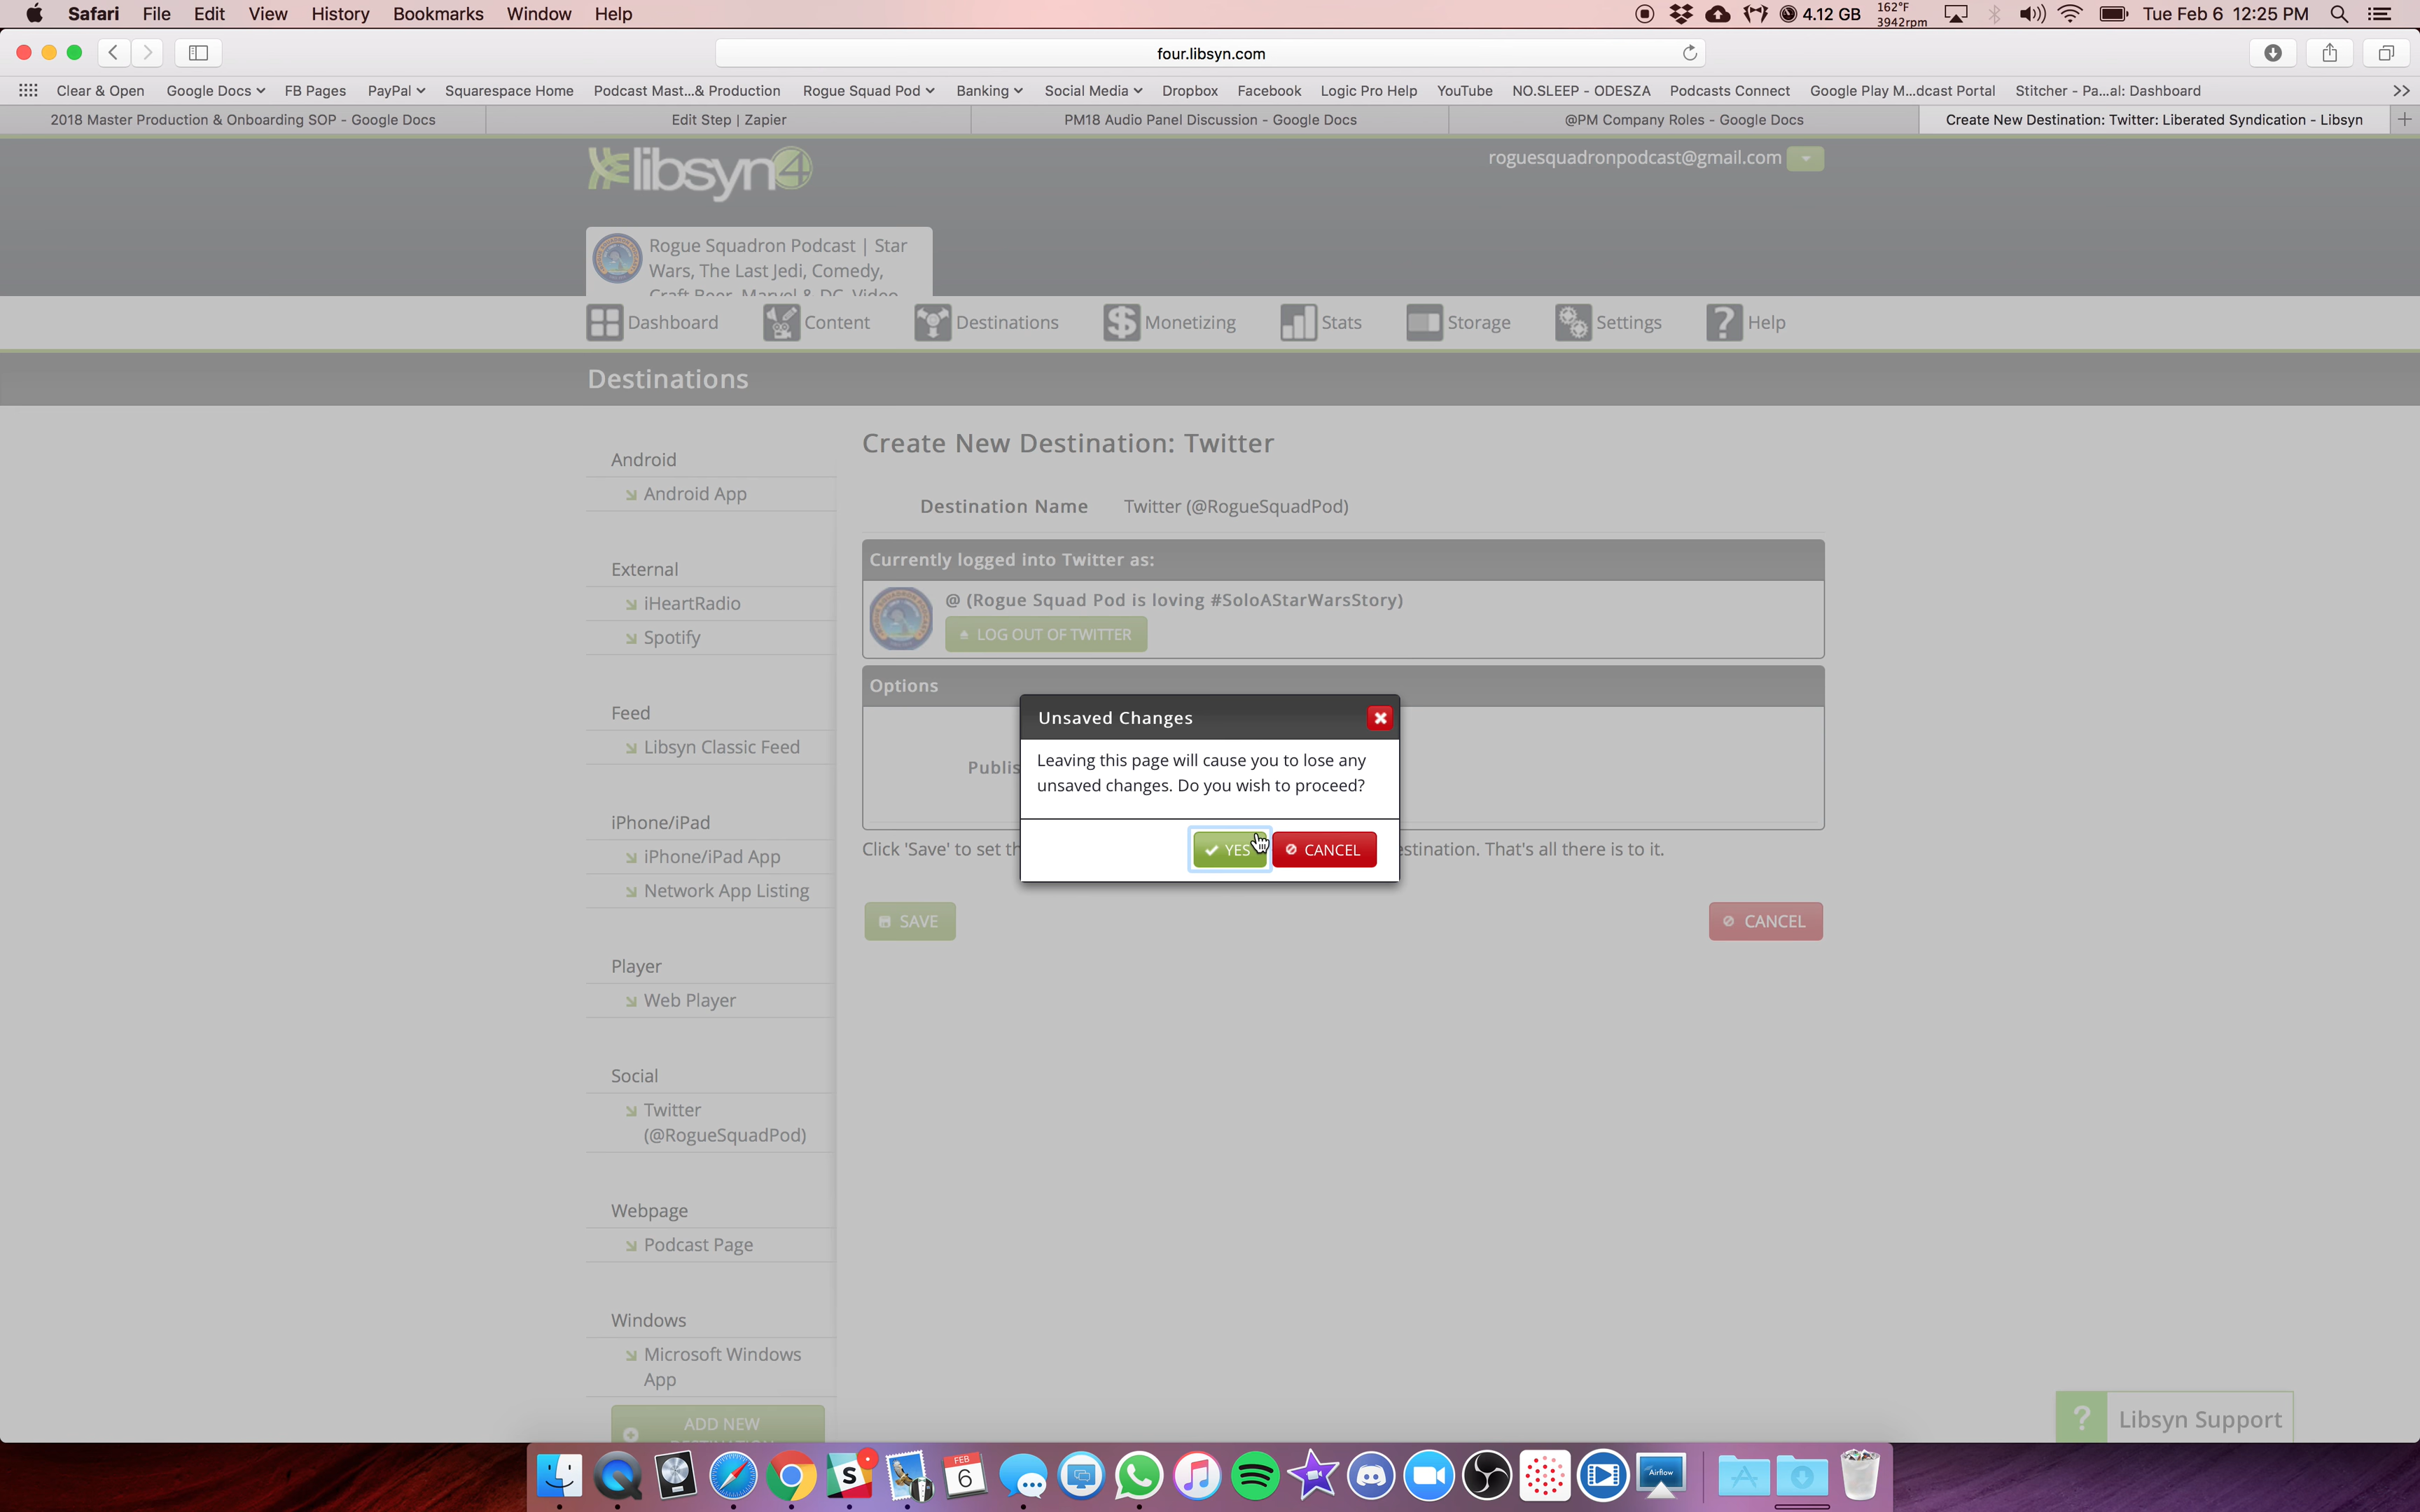 Safari File Edit View History Bookmarks Window Help 4.12 GB 162°F 3942rpm Tue Feb 6 12:25 PM
four.libsyn.com
Clear & Open Google Docs FB Pages PayPal Squarespace Home Podcast Mast...& Production Rogue Squad Pod Banking Social Media Dropbox Facebook Logic Pro Help YouTube NO.SLEEP - ODESZA Podcasts Connect Google Play M...dcast Portal Stitcher - Pa...al: Dashboard
2018 Master Production & Onboarding SOP - Google Docs Edit Step | Zapier PM18 Audio Panel Discussion - Google Docs @PM Company Roles - Google Docs Create New Destination: Twitter: Liberated Syndication - Libsyn
libsyn4 roguesquadronpodcast@gmail.com
Rogue Squadron Podcast | Star
Wars, The Last Jedi, Comedy,
Craft Beer, Marvel & DC, Video
Dashboard Content Destinations Monetizing Stats Storage Settings Help
Destinations
Create New Destination: Twitter
Destination Name Twitter (@RogueSquadPod)
Currently logged into Twitter as:
@ (Rogue Squad Pod is loving #SoloAStarWarsStory)
LOG OUT OF TWITTER
Options
Publis
Click 'Save' to set th estination. That's all there is to it.
SAVE CANCEL
Unsaved Changes
Leaving this page will cause you to lose any
unsaved changes. Do you wish to proceed?
YES CANCEL
Android
Android App
External
iHeartRadio
Spotify
Feed
Libsyn Classic Feed
iPhone/iPad
iPhone/iPad App
Network App Listing
Player
Web Player
Social
Twitter
(@RogueSquadPod)
Webpage
Podcast Page
Windows
Microsoft Windows
App
ADD NEW
? Libsyn Support
FEB
6
S
Airflow